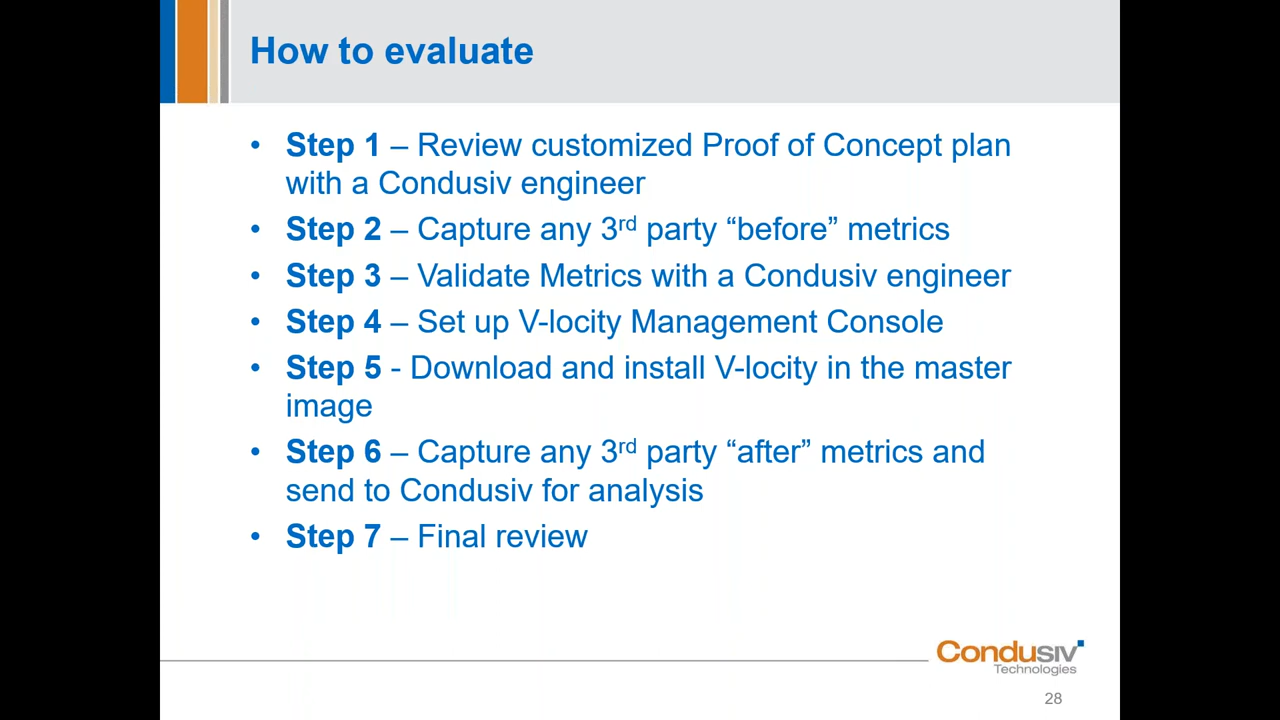 How to evaluate
• Step 1 – Review customized Proof of Concept plan
with a Condusiv engineer
• Step 2 – Capture any 3rd party “before” metrics
• Step 3 – Validate Metrics with a Condusiv engineer
• Step 4 – Set up V-locity Management Console
• Step 5 - Download and install V-locity in the master
image
• Step 6 – Capture any 3rd party “after” metrics and
send to Condusiv for analysis
• Step 7 – Final review
Condusiv
Technologies
28